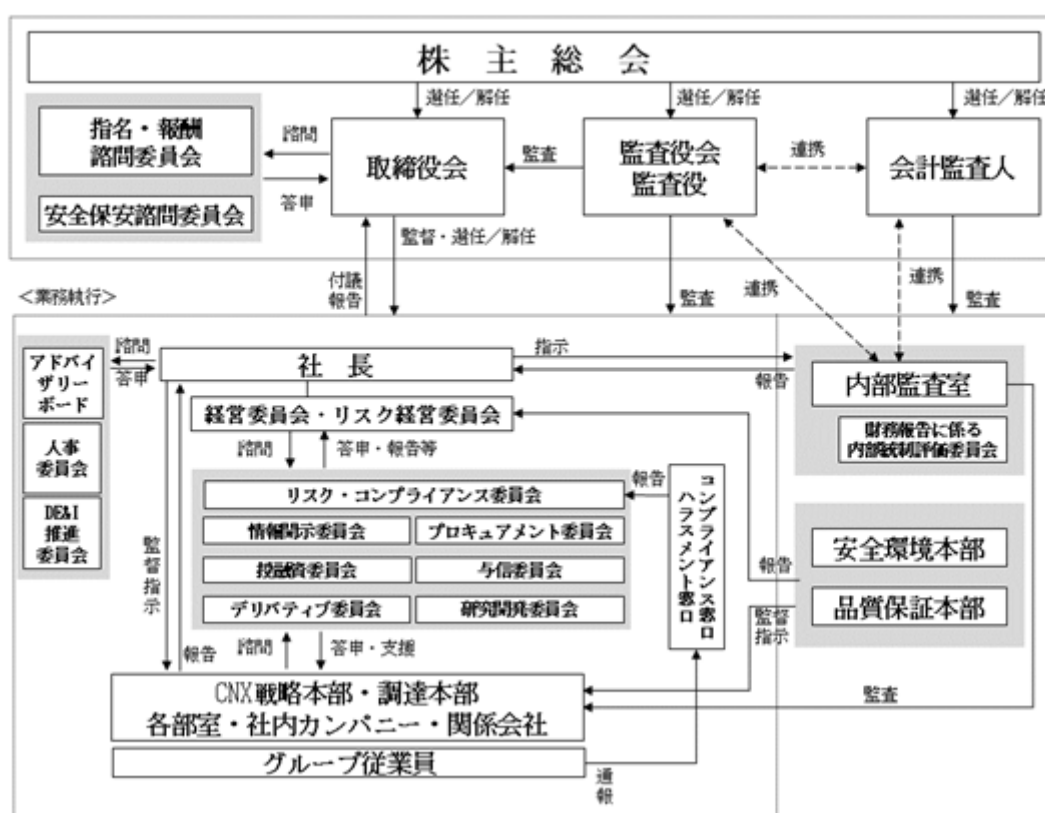 株主総会
選任／解任
選任／解任
選任／解任
指名・報酬
諮問委員会
安全保安諮問委員会
諮問
答申
取締役会
監査
監査役会
監査役
連携
会計監査人
監督・選任／解任
付議
報告
監査
連携
連携
監査
＜業務執行＞
アドバイ
ザリー
ボード
人事
委員会
DE&I
推進
委員会
諮問
答申
社長
指示
報告
経営委員会・リスク経営委員会
諮問
答申・報告等
リスク・コンプライアンス委員会
情報開示委員会
プロキュアメント委員会
投融資委員会
与信委員会
デリバティブ委員会
研究開発委員会
報告
コンプライアンス窓口
ハラスメント窓口
内部監査室
財務報告に係る
内部統制評価委員会
安全環境本部
品質保証本部
報告
監督
指示
監督指示
報告
諮問
答申・支援
監査
CNX戦略本部・調達本部
各部室・社内カンパニー・関係会社
グループ従業員
通報